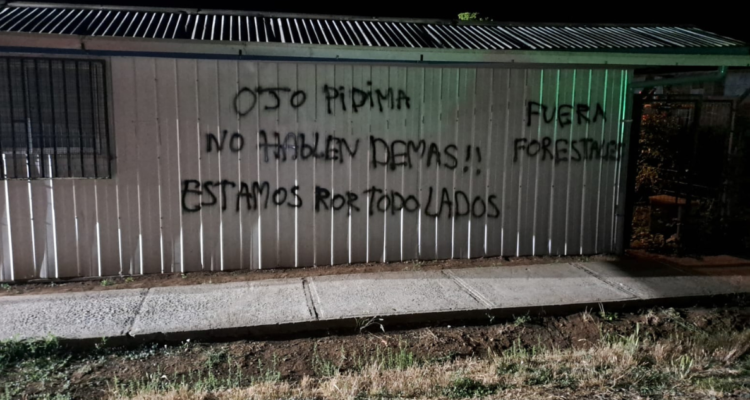 OJO PIDIMA
NO HABLEN DEMAS!!
ESTAMOS POR TODO LADOS
FUERA
FORESTALES